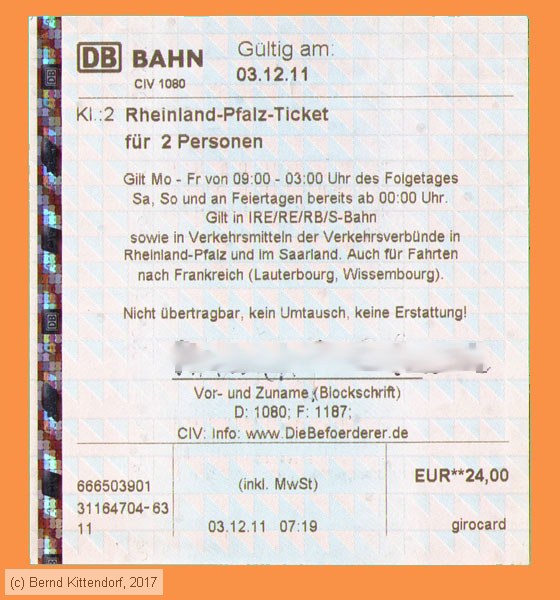 DB BAHN Gültig am:
CIV 1080 03.12.11
Kl.:2 Rheinland-Pfalz-Ticket
für 2 Personen
Gilt Mo - Fr von 09:00 - 03:00 Uhr des Folgetages
Sa, So und an Feiertagen bereits ab 00:00 Uhr.
Gilt in IRE/RE/RB/S-Bahn
sowie in Verkehrsmitteln der Verkehrsverbünde in
Rheinland-Pfalz und im Saarland. Auch für Fahrten
nach Frankreich (Lauterbourg, Wissembourg).
Nicht übertragbar, kein Umtausch, keine Erstattung!
Vor- und Zuname (Blockschrift)
D: 1080; F: 1187;
CIV: Info: www.DieBefoerderer.de
666503901 (inkl. MwSt) EUR**24,00
31164704-63
11 03.12.11 07:19 girocard
(c) Bernd Kittendorf, 2017